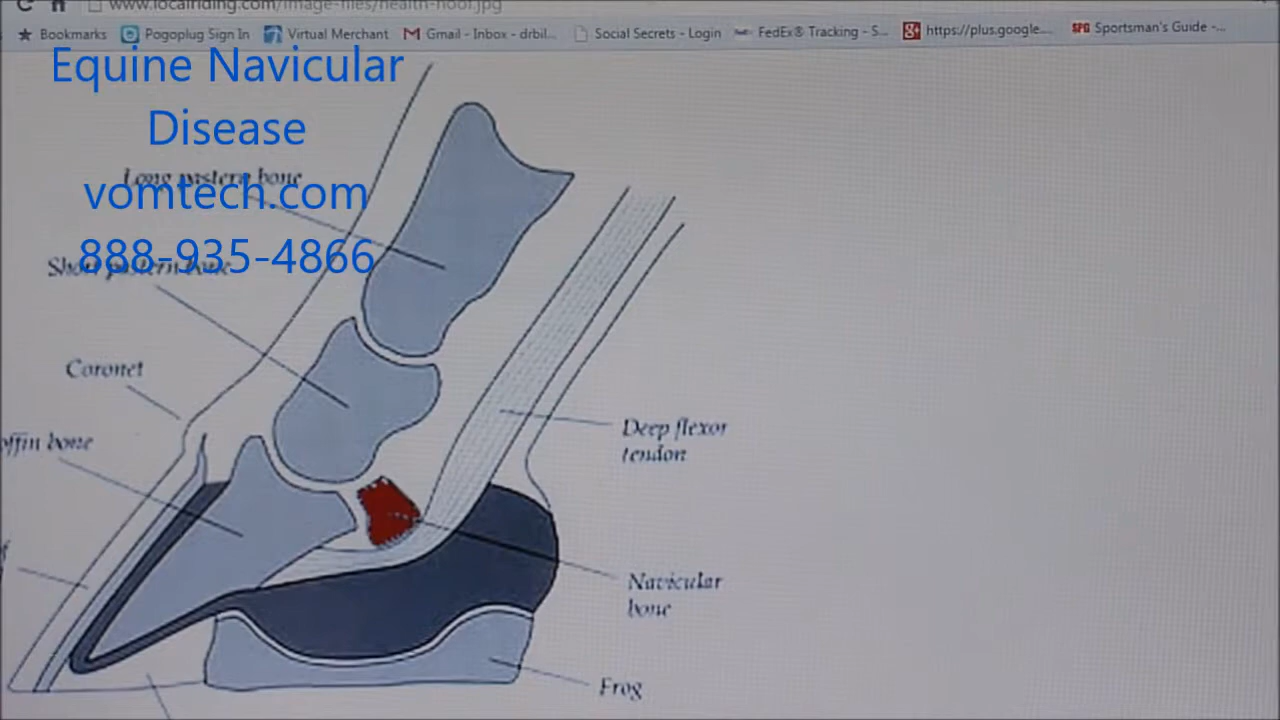 www.localriding.com/image-files/health-hoof.jpg
Bookmarks Pogoplug Sign In Virtual Merchant Gmail - Inbox - drbil... Social Secrets - Login FedEx® Tracking - S... https://plus.google.... SPG Sportsman's Guide -...
Equine Navicular
Disease
Long pastern bone
vomtech.com
888-935-4866
Short pastern bone
Coronet
Deep flexor
tendon
offin bone
Navicular
bone
Frog